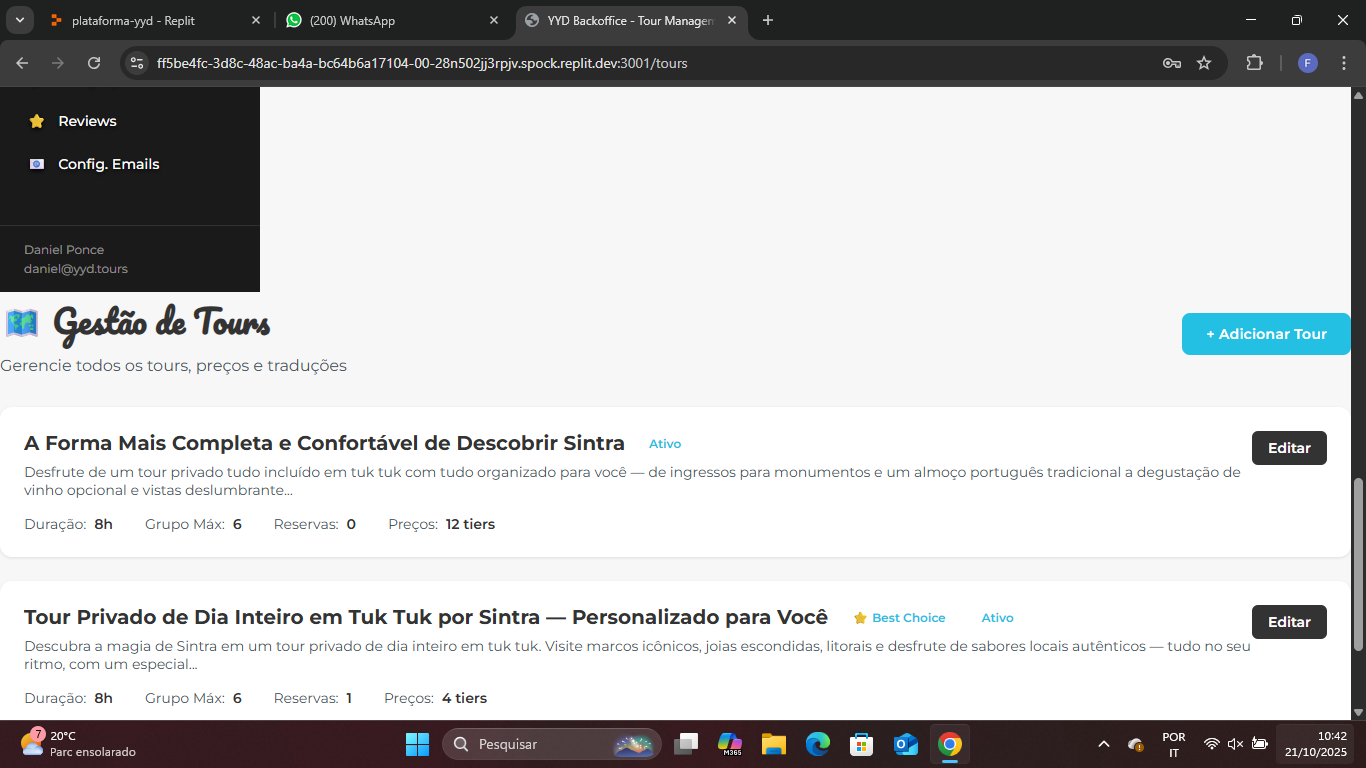 plataforma-yyd - Replit
(200) WhatsApp
YYD Backoffice - Tour Managem
ff5be4fc-3d8c-48ac-ba4a-bc64b6a17104-00-28n502jj3rpjv.spock.replit.dev:3001/tours
F
Reviews
Config. Emails
Daniel Ponce
daniel@yyd.tours
Gestão de Tours
+ Adicionar Tour
Gerencie todos os tours, preços e traduções
A Forma Mais Completa e Confortável de Descobrir Sintra Ativo
Editar
Desfrute de um tour privado tudo incluído em tuk tuk com tudo organizado para você — de ingressos para monumentos e um almoço português tradicional a degustação de
vinho opcional e vistas deslumbrante...
Duração: 8h Grupo Máx: 6 Reservas: 0 Preços: 12 tiers
Tour Privado de Dia Inteiro em Tuk Tuk por Sintra — Personalizado para Você Best Choice Ativo
Editar
Descubra a magia de Sintra em um tour privado de dia inteiro em tuk tuk. Visite marcos icônicos, joias escondidas, litorais e desfrute de sabores locais autênticos — tudo no seu
ritmo, com um especial...
Duração: 8h Grupo Máx: 6 Reservas: 1 Preços: 4 tiers
7
20°C
Parc ensolarado
Pesquisar
M365
POR
IT
10:42
21/10/2025